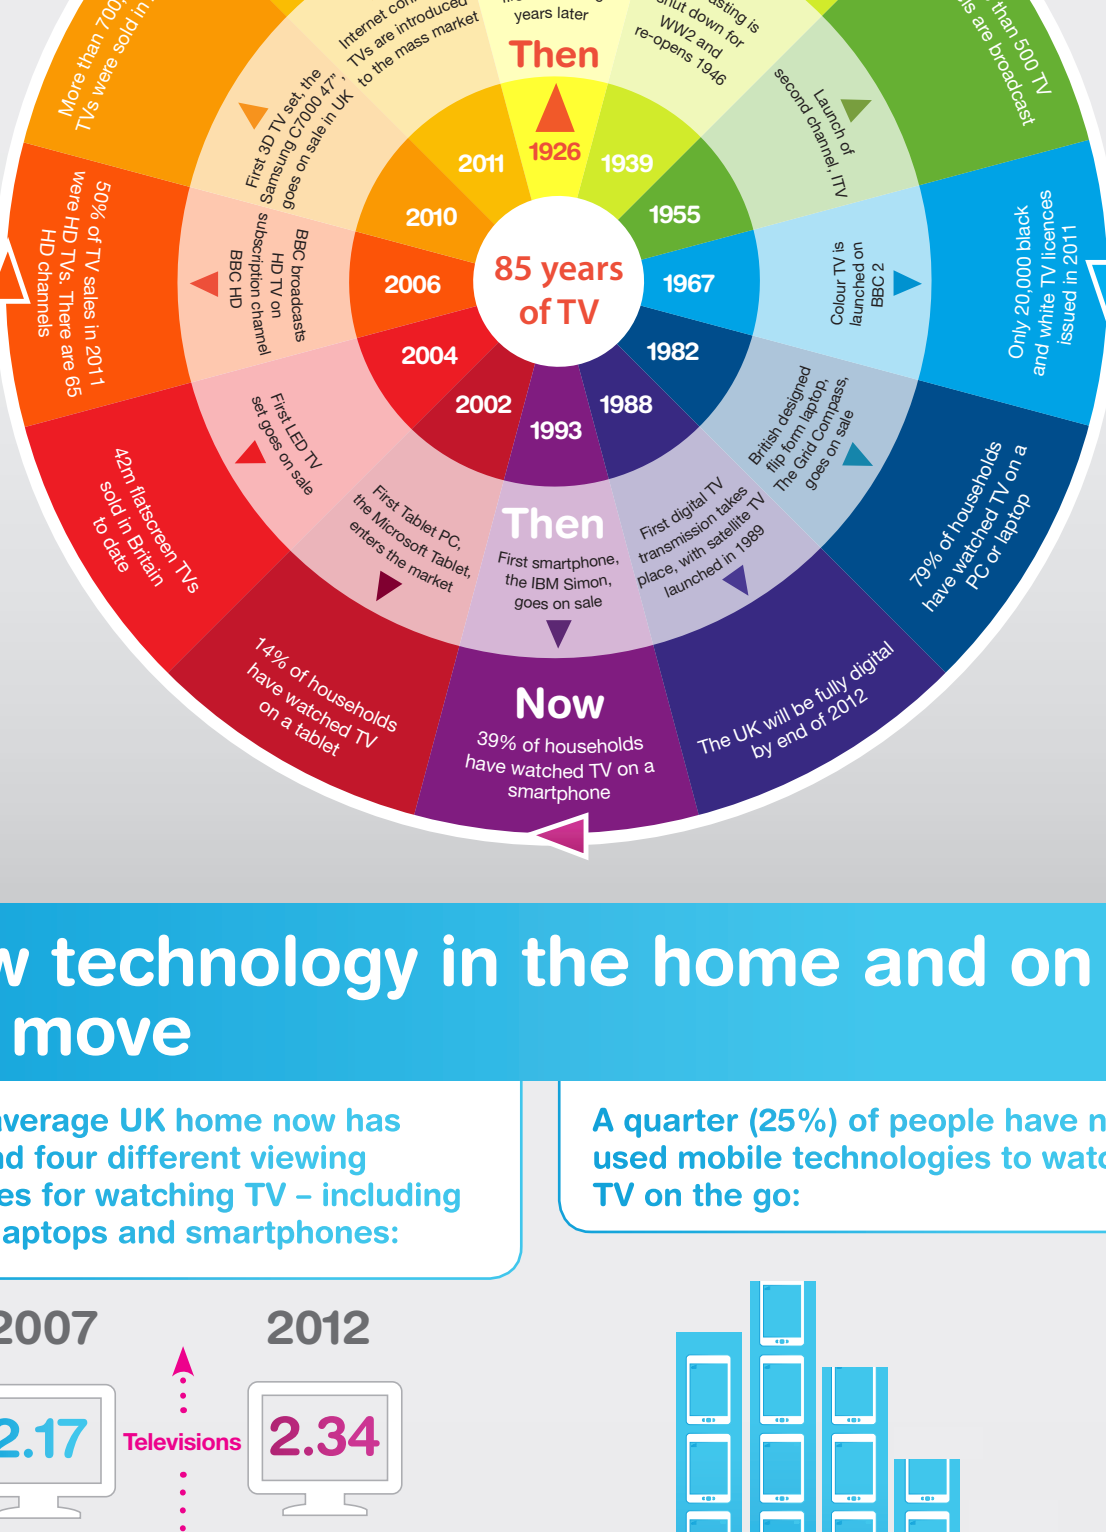 years later
Then
1926
Internet
TVs are introduced
to the mass market
2011
asting is
shut down for
WW2 and
re-opens 1946
1939
Launch of
second channel, ITV
1955
than 500 TV
are broadcast
Colour TV is
launched on
BBC 2
1967
Only 20,000 black
and white TV licences
issued in 2011
British designed
flip form laptop,
The Grid Compass,
goes on sale
1982
79% of households
have watched TV on a
PC or laptop
First digital TV
transmission takes
place, with satellite TV
launched in 1989
1988
The UK will be fully digital
by end of 2012
1993
Then
First smartphone,
the IBM Simon,
goes on sale
Now
39% of households
have watched TV on a
smartphone
2002
First Tablet PC,
the Microsoft Tablet,
enters the market
14% of households
have watched TV
on a tablet
2004
First LED TV
set goes on sale
42m flatscreen TVs
sold in Britain
to date
2006
BBC broadcasts
HD TV on
subscription channel
BBC HD
50% of TV sales in 2011
were HD TVs. There are 65
HD channels
2010
First 3D TV set, the
Samsung C7000 47",
goes on sale in UK
More than 700,
TVs were sold in
85 years
of TV
w technology in the home and on
move
average UK home now has
d four different viewing
es for watching TV – including
aptops and smartphones:
A quarter (25%) of people have n
used mobile technologies to watc
TV on the go:
2007
2012
2.17
Televisions
2.34